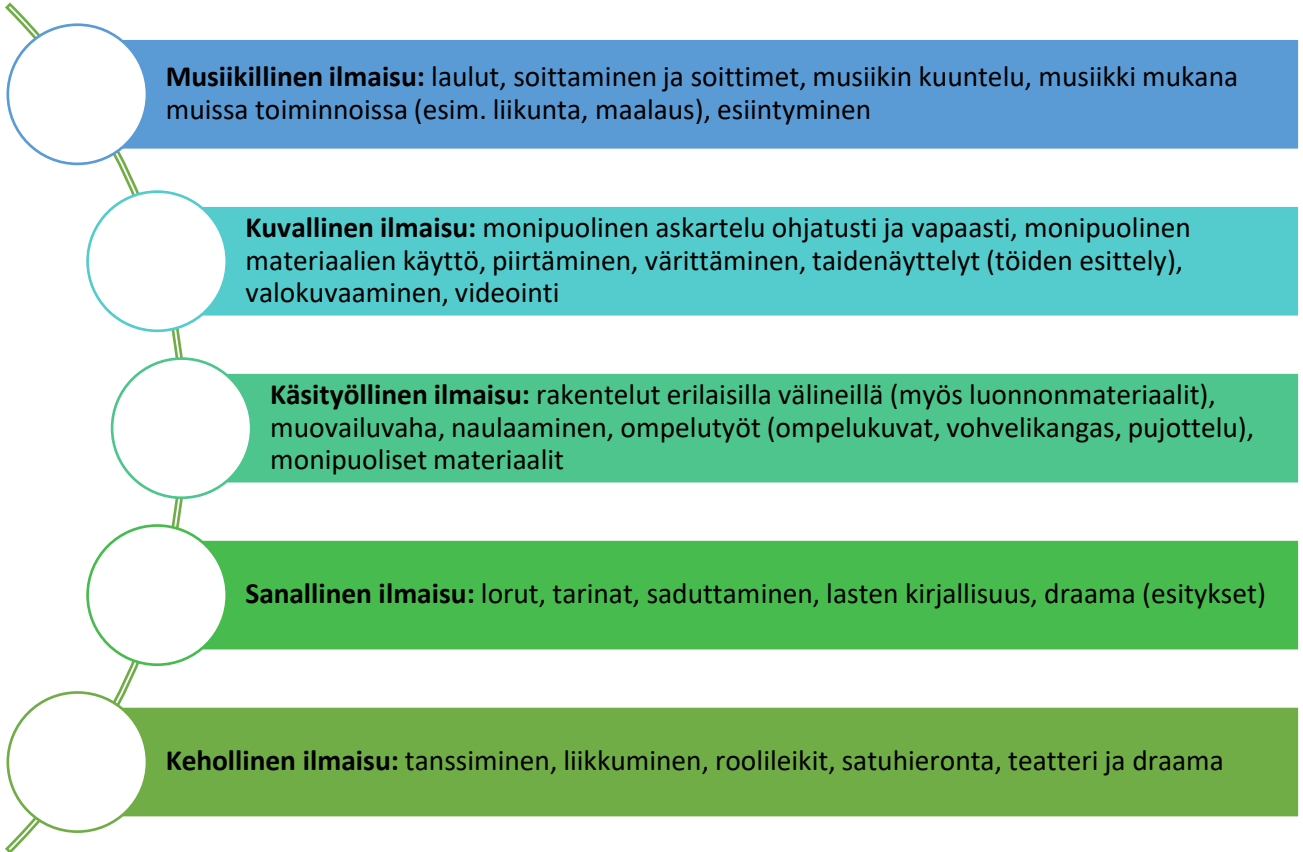 Musiikillinen ilmaisu: laulut, soittaminen ja soittimet, musiikin kuuntelu, musiikki mukana
muissa toiminnoissa (esim. liikunta, maalaus), esiintyminen
Kuvallinen ilmaisu: monipuolinen askartelu ohjatusti ja vapaasti, monipuolinen
materiaalien käyttö, piirtäminen, värittäminen, taidenäyttelyt (töiden esittely),
valokuvaaminen, videointi
Käsityöllinen ilmaisu: rakentelut erilaisilla välineillä (myös luonnonmateriaalit),
muovailuvaha, naulaaminen, ompelutyöt (ompelukuvat, vohvelikangas, pujottelu),
monipuoliset materiaalit
Sanallinen ilmaisu: lorut, tarinat, saduttaminen, lasten kirjallisuus, draama (esitykset)
Kehollinen ilmaisu: tanssiminen, liikkuminen, roolileikit, satuhieronta, teatteri ja draama